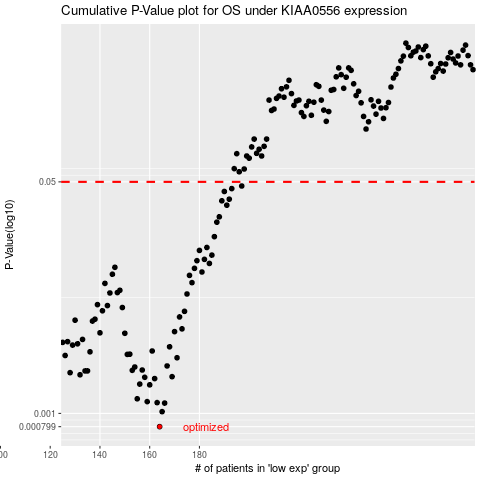 Cumulative P-Value plot for OS under KIAA0556 expression
P-Value(log10)
0.05
0.001
0.000799
optimized
00 120 140 160 180
# of patients in 'low exp' group